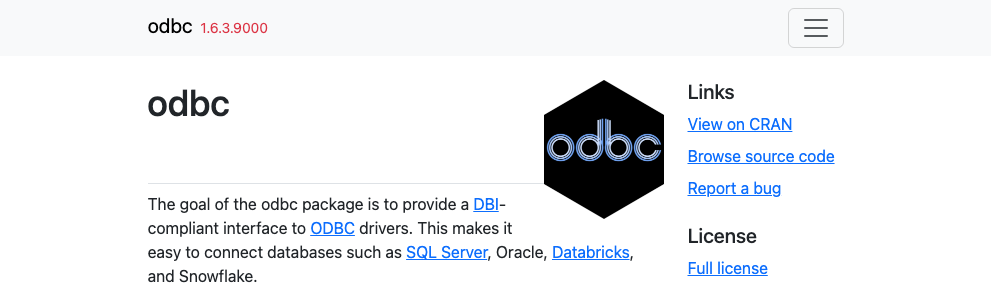 odbc 1.6.3.9000
odbc
odbc
The goal of the odbc package is to provide a DBI-
compliant interface to ODBC drivers. This makes it
easy to connect databases such as SQL Server, Oracle, Databricks,
and Snowflake.
Links
View on CRAN
Browse source code
Report a bug
License
Full license